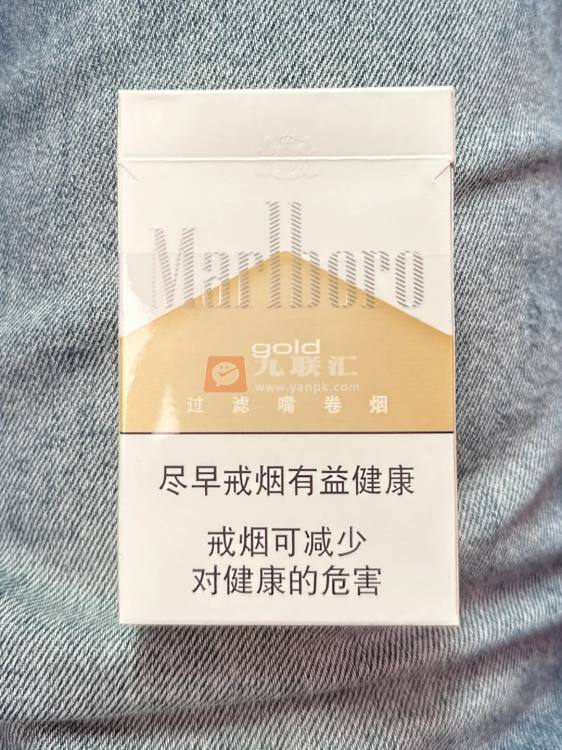 Marlboro
gold
九联汇
www.yanpk.com
过滤嘴卷烟
尽早戒烟有益健康
戒烟可减少
对健康的危害